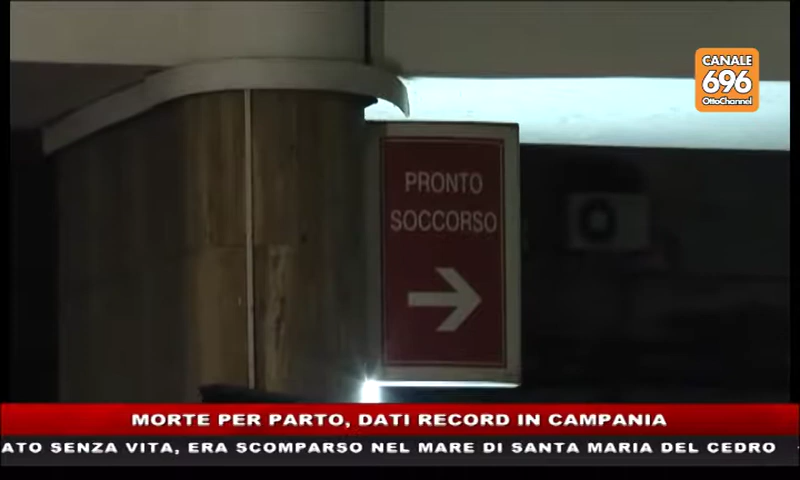 CANALE
696
OttoChannel
PRONTO
SOCCORSO
MORTE PER PARTO, DATI RECORD IN CAMPANIA
ATO SENZA VITA, ERA SCOMPARSO NEL MARE DI SANTA MARIA DEL CEDRO